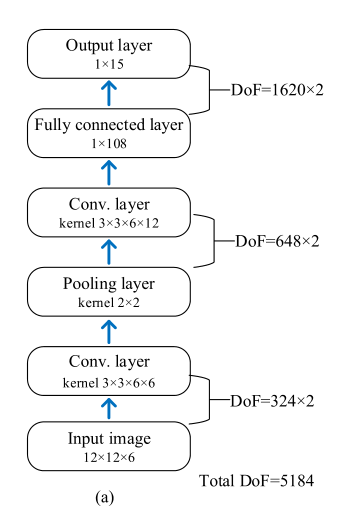 Output layer
1×15
DoF=1620×2
Fully connected layer
1×108
Conv. layer
kernel 3×3×6×12
DoF=648×2
Pooling layer
kernel 2×2
Conv. layer
kernel 3×3×6×6
DoF=324×2
Input image
12×12×6
Total DoF=5184
(a)